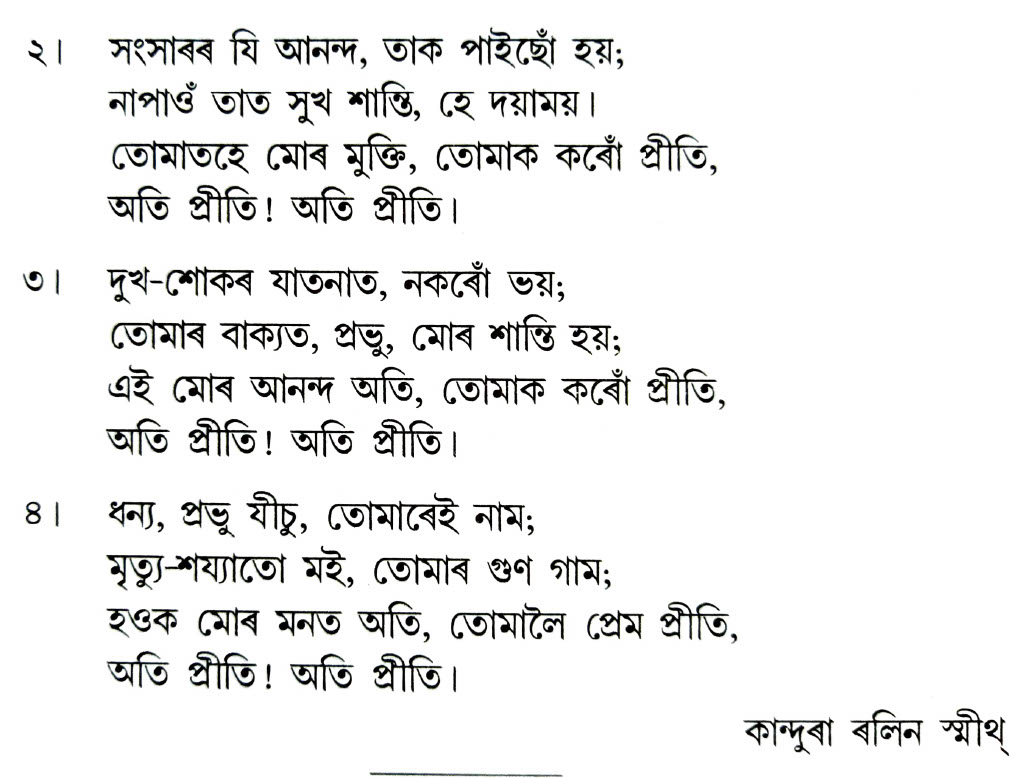 ২। সংসাৰৰ যি আনন্দ, তাক পাইছোঁ হয়;
নাপাওঁ তাত সুখ শান্তি, হে দয়াময়।
তোমাতহে মোৰ মুক্তি, তোমাক কৰোঁ প্ৰীতি,
অতি প্ৰীতি! অতি প্ৰীতি।
৩। দুখ-শোকৰ যাতনাত, নকৰোঁ ভয়;
তোমাৰ বাক্যত, প্ৰভু, মোৰ শান্তি হয়;
এই মোৰ আনন্দ অতি, তোমাক কৰোঁ প্ৰীতি,
অতি প্ৰীতি! অতি প্ৰীতি।
৪। ধন্য, প্ৰভু যীচু, তোমাৰেই নাম;
মৃত্যু-শয্যাতো মই, তোমাৰ গুণ গাম;
হওক মোৰ মনত অতি, তোমালৈ প্ৰেম প্ৰীতি,
অতি প্ৰীতি! অতি প্ৰীতি।
কান্দুৰা ৰলিন স্মীথ্